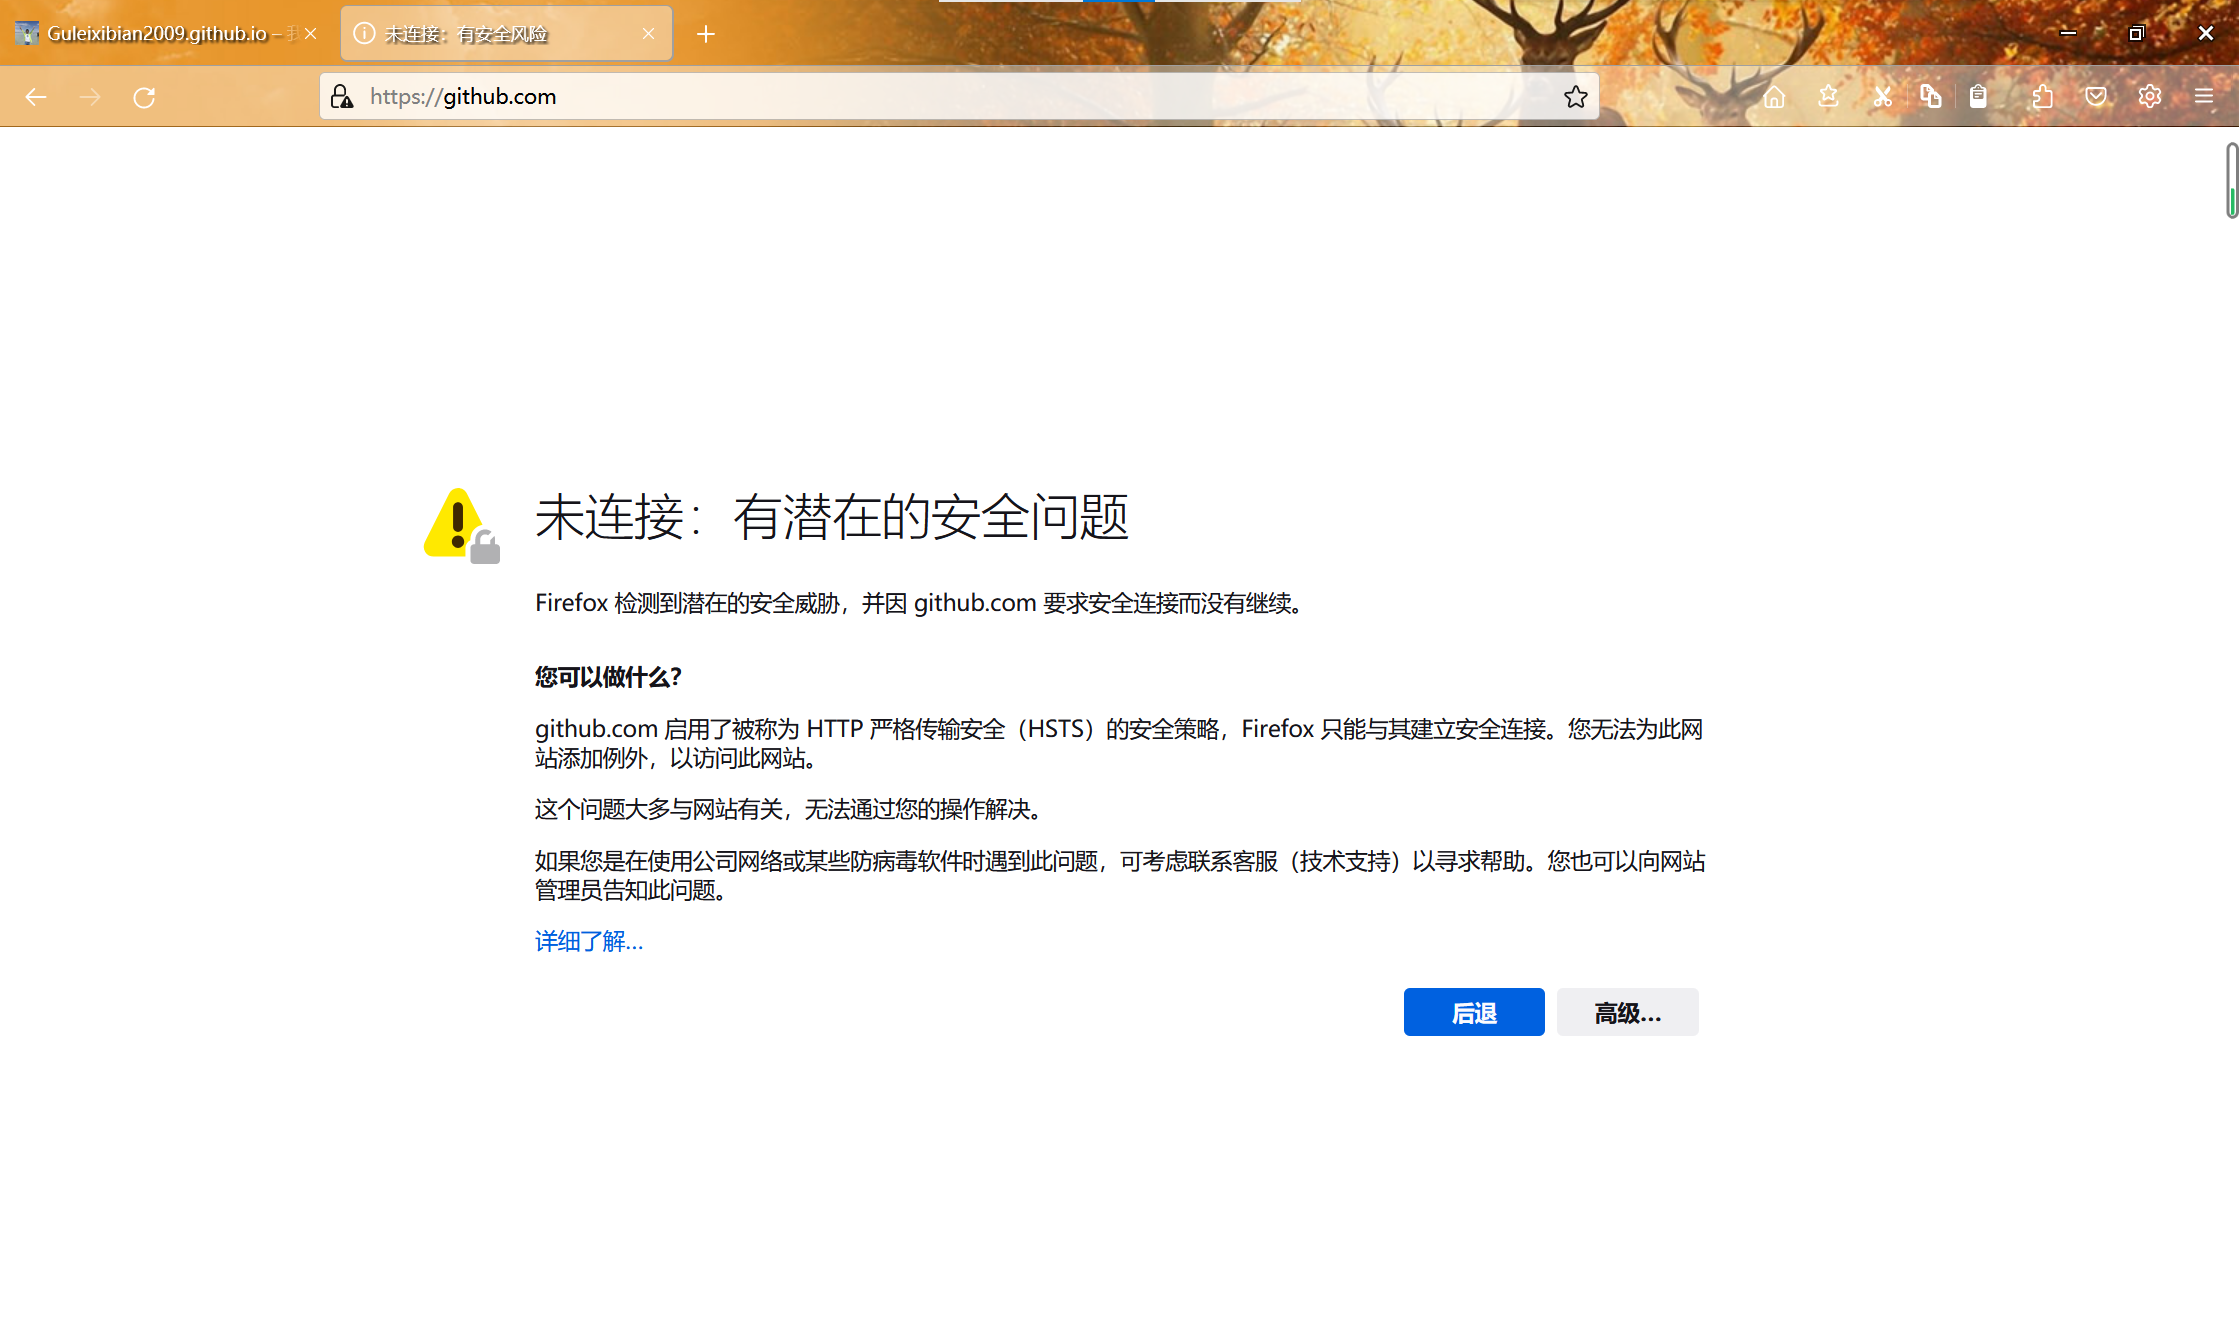 Guleixibian2009.github.io – 我
未连接：有安全风险
https://github.com
未连接：有潜在的安全问题
Firefox 检测到潜在的安全威胁，并因 github.com 要求安全连接而没有继续。
您可以做什么？
github.com 启用了被称为 HTTP 严格传输安全（HSTS）的安全策略，Firefox 只能与其建立安全连接。您无法为此网
站添加例外，以访问此网站。
这个问题大多与网站有关，无法通过您的操作解决。
如果您是在使用公司网络或某些防病毒软件时遇到此问题，可考虑联系客服（技术支持）以寻求帮助。您也可以向网站
管理员告知此问题。
详细了解…
后退
高级…